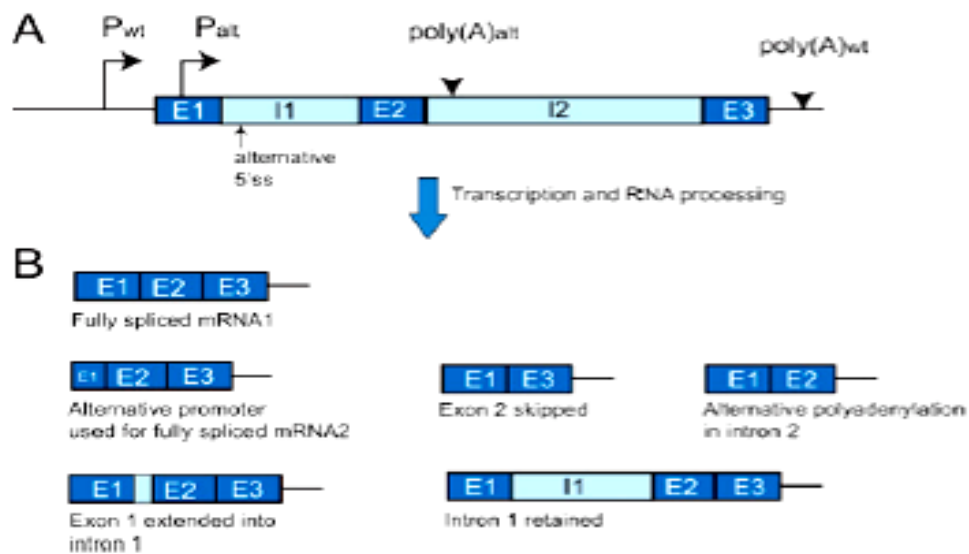 A
Pwt
Palt
poly(A)alt
poly(A)wt
E1 I1 E2 I2 E3
alternative
5'ss
Transcription and RNA processing
B
E1 E2 E3
Fully spliced mRNA1
E1 E2 E3
Alternative promoter
used for fully spliced mRNA2
E1 E3
Exon 2 skipped
E1 E2
Alternative polyadenylation
in intron 2
E1 E2 E3
Exon 1 extended into
intron 1
E1 I1 E2 E3
Intron 1 retained